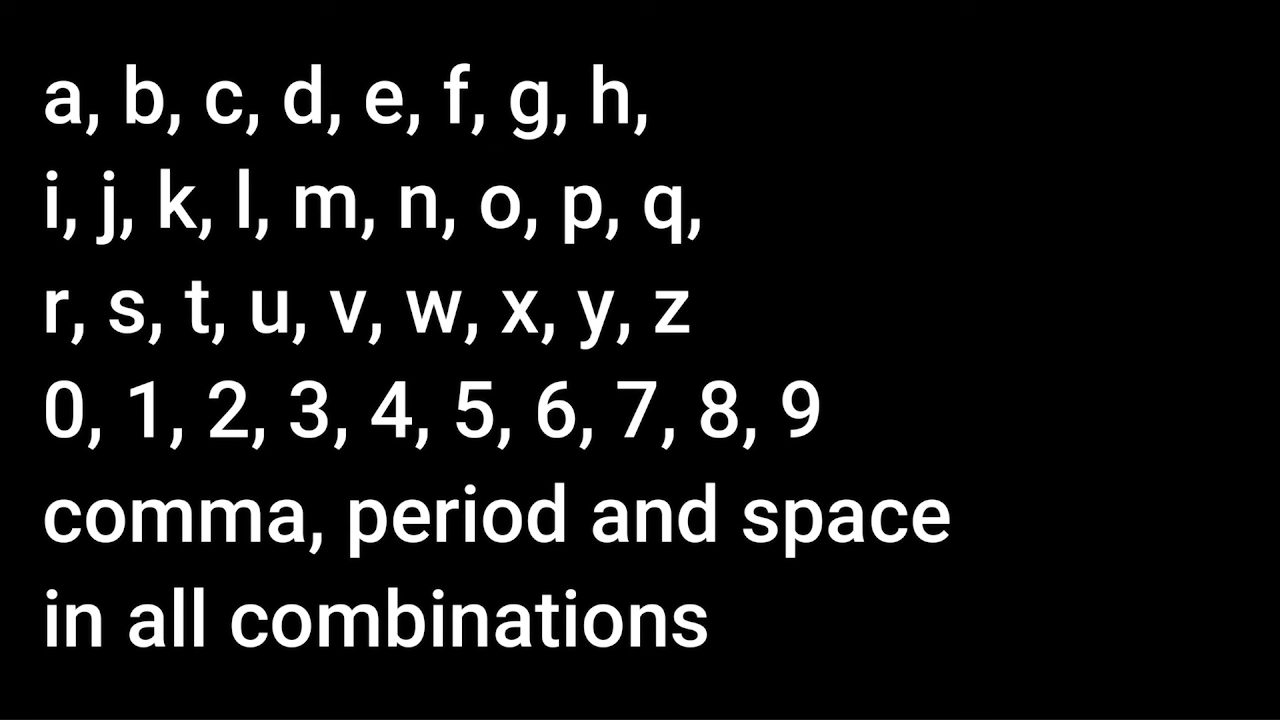 a, b, c, d, e, f, g, h,
i, j, k, l, m, n, o, p, q,
r, s, t, u, v, w, x, y, z
0, 1, 2, 3, 4, 5, 6, 7, 8, 9
comma, period and space
in all combinations